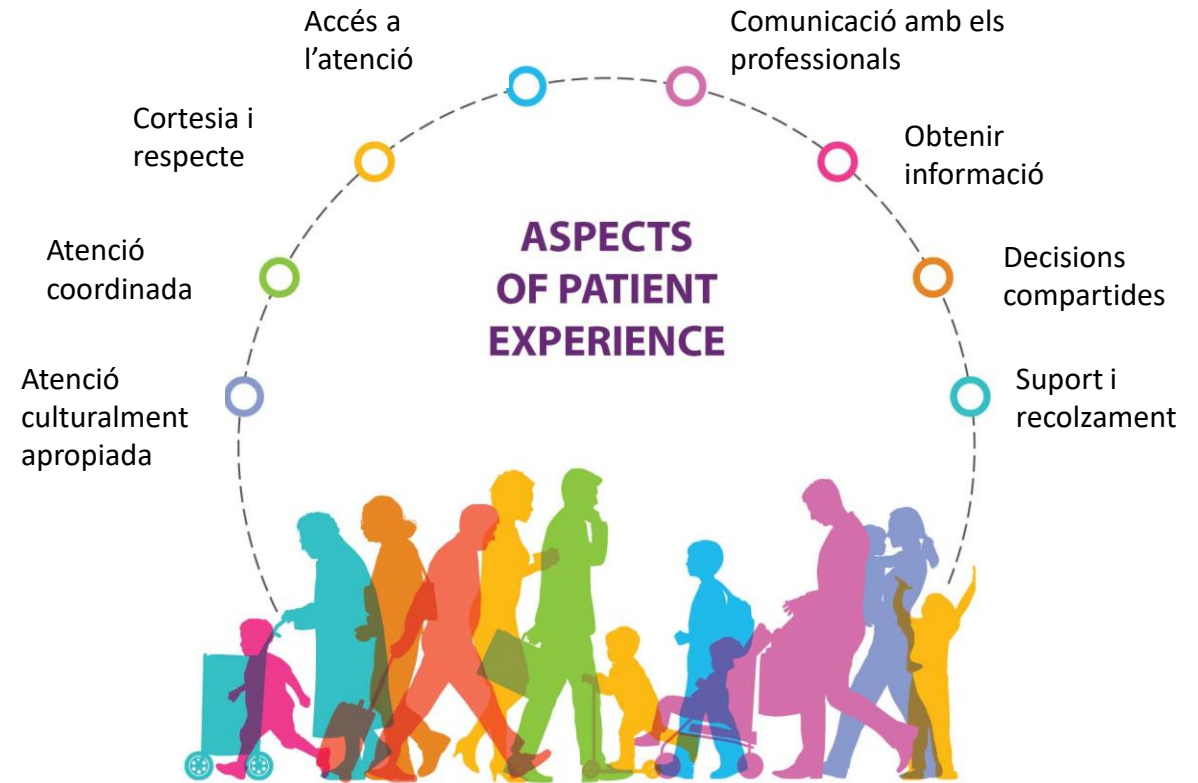 Accés a
l’atenció
Comunicació amb els
professionals
Cortesia i
respecte
Obtenir
informació
ASPECTS
OF PATIENT
EXPERIENCE
Atenció
coordinada
Decisions
compartides
Atenció
culturalment
apropiada
Suport i
recolzament